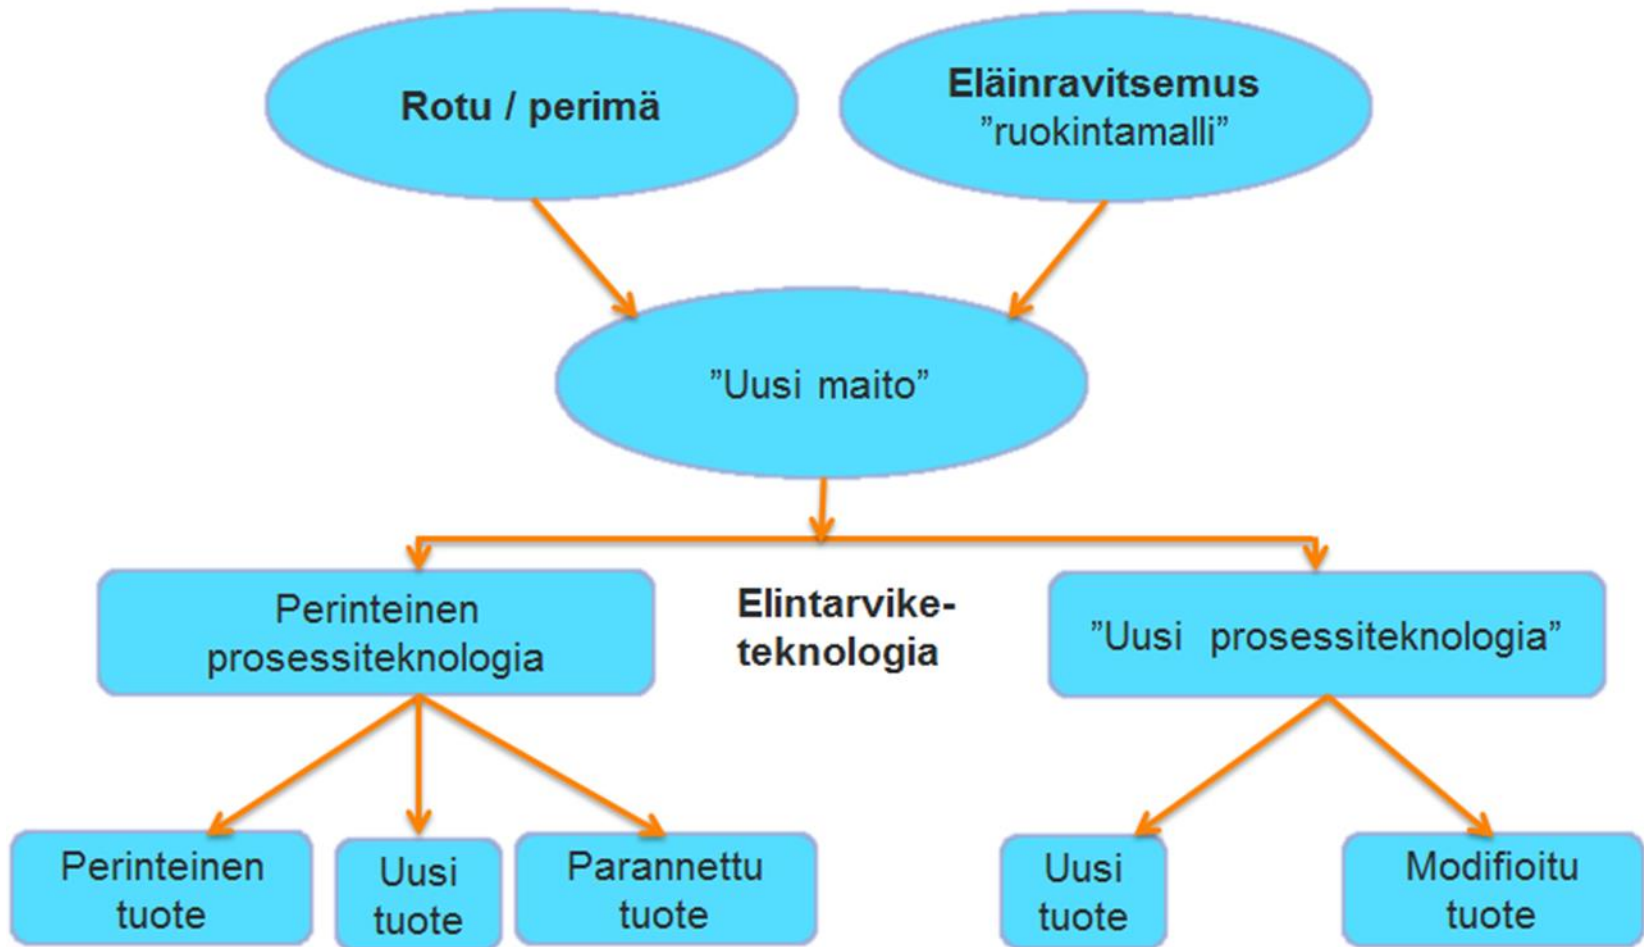 Rotu / perimä
Eläinravitsemus
”ruokintamalli”
”Uusi maito”
Perinteinen
prosessiteknologia
Elintarvike-
teknologia
”Uusi prosessiteknologia”
Perinteinen
tuote
Uusi
tuote
Parannettu
tuote
Uusi
tuote
Modifioitu
tuote